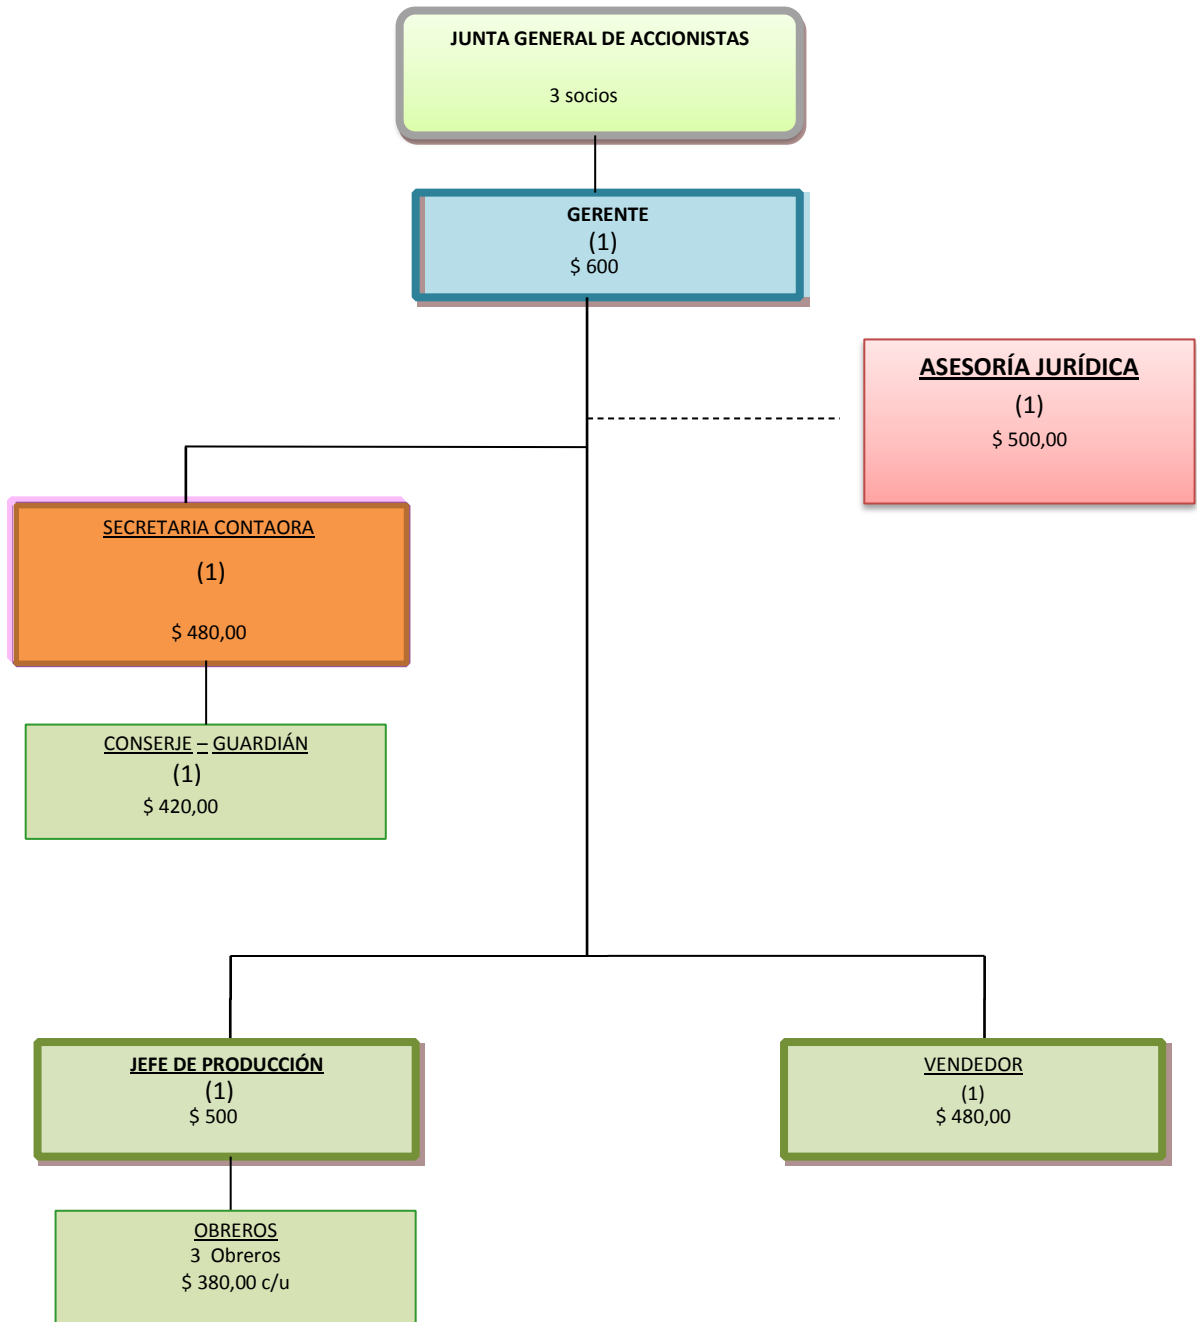 JUNTA GENERAL DE ACCIONISTAS
3 socios
GERENTE
(1)
$ 600
ASESORÍA JURÍDICA
(1)
$ 500,00
SECRETARIA CONTAORA
(1)
$ 480,00
CONSERJE – GUARDIÁN
(1)
$ 420,00
JEFE DE PRODUCCIÓN
(1)
$ 500
VENDEDOR
(1)
$ 480,00
OBREROS
3 Obreros
$ 380,00 c/u